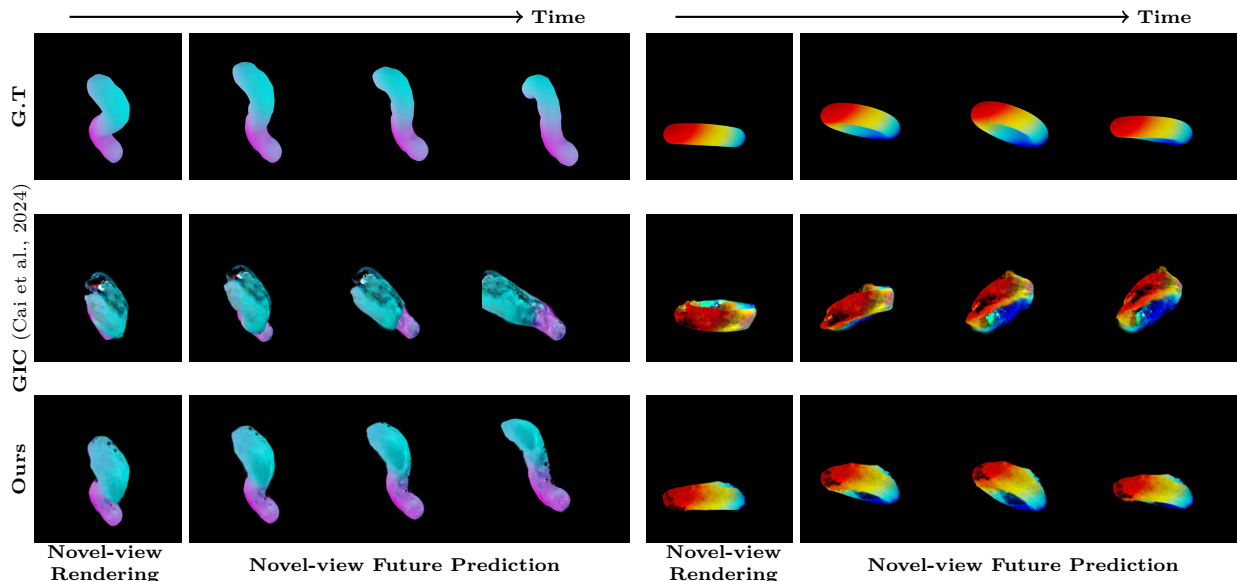 Time
Time
G.T
GIC (Cai et al., 2024)
Ours
Novel-view
Rendering
Novel-view Future Prediction
Novel-view
Rendering
Novel-view Future Prediction